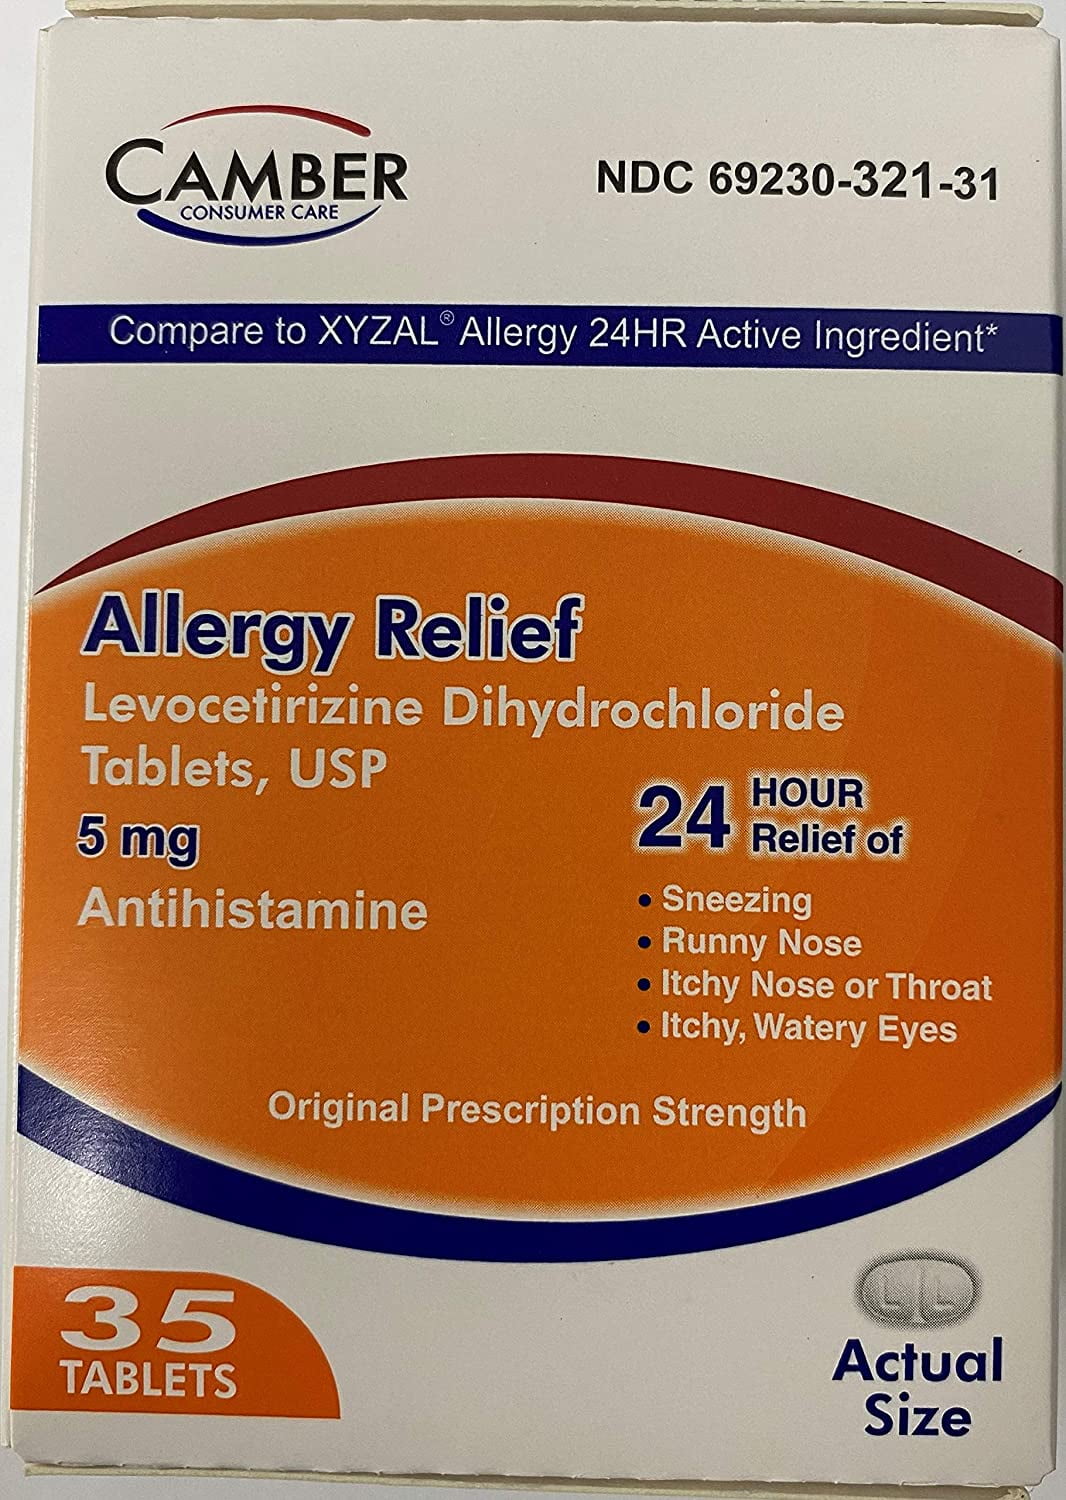 CAMBER
CONSUMER CARE
NDC 69230-321-31
Compare to XYZAL® Allergy 24HR Active Ingredient*
Allergy Relief
Levocetirizine Dihydrochloride
Tablets, USP
5 mg
Antihistamine
24 HOUR
Relief of
• Sneezing
• Runny Nose
• Itchy Nose or Throat
• Itchy, Watery Eyes
Original Prescription Strength
35
TABLETS
L L
Actual
Size